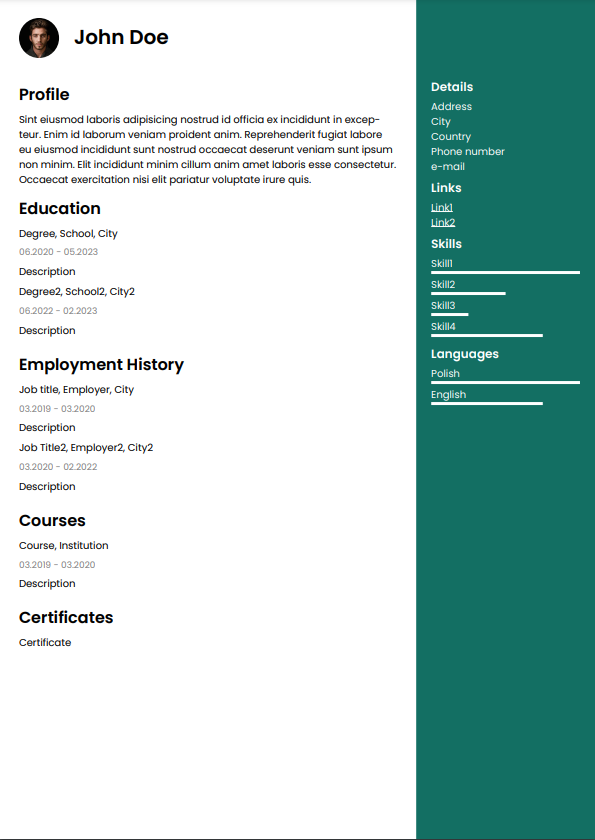 John Doe
Profile
Sint eiusmod laboris adipisicing nostrud id officia ex incididunt in excep-
teur. Enim id laborum veniam proident anim. Reprehenderit fugiat labore
eu eiusmod incididunt sunt nostrud occaecat deserunt veniam sunt ipsum
non minim. Elit incididunt minim cillum anim amet laboris esse consectetur.
Occaecat exercitation nisi elit pariatur voluptate irure quis.
Education
Degree, School, City
06.2020 - 05.2023
Description
Degree2, School2, City2
06.2022 - 02.2023
Description
Employment History
Job title, Employer, City
03.2019 - 03.2020
Description
Job Title2, Employer2, City2
03.2020 - 02.2022
Description
Courses
Course, Institution
03.2019 - 03.2020
Description
Certificates
Certificate
Details
Address
City
Country
Phone number
e-mail
Links
Link1
Link2
Skills
Skill1
Skill2
Skill3
Skill4
Languages
Polish
English